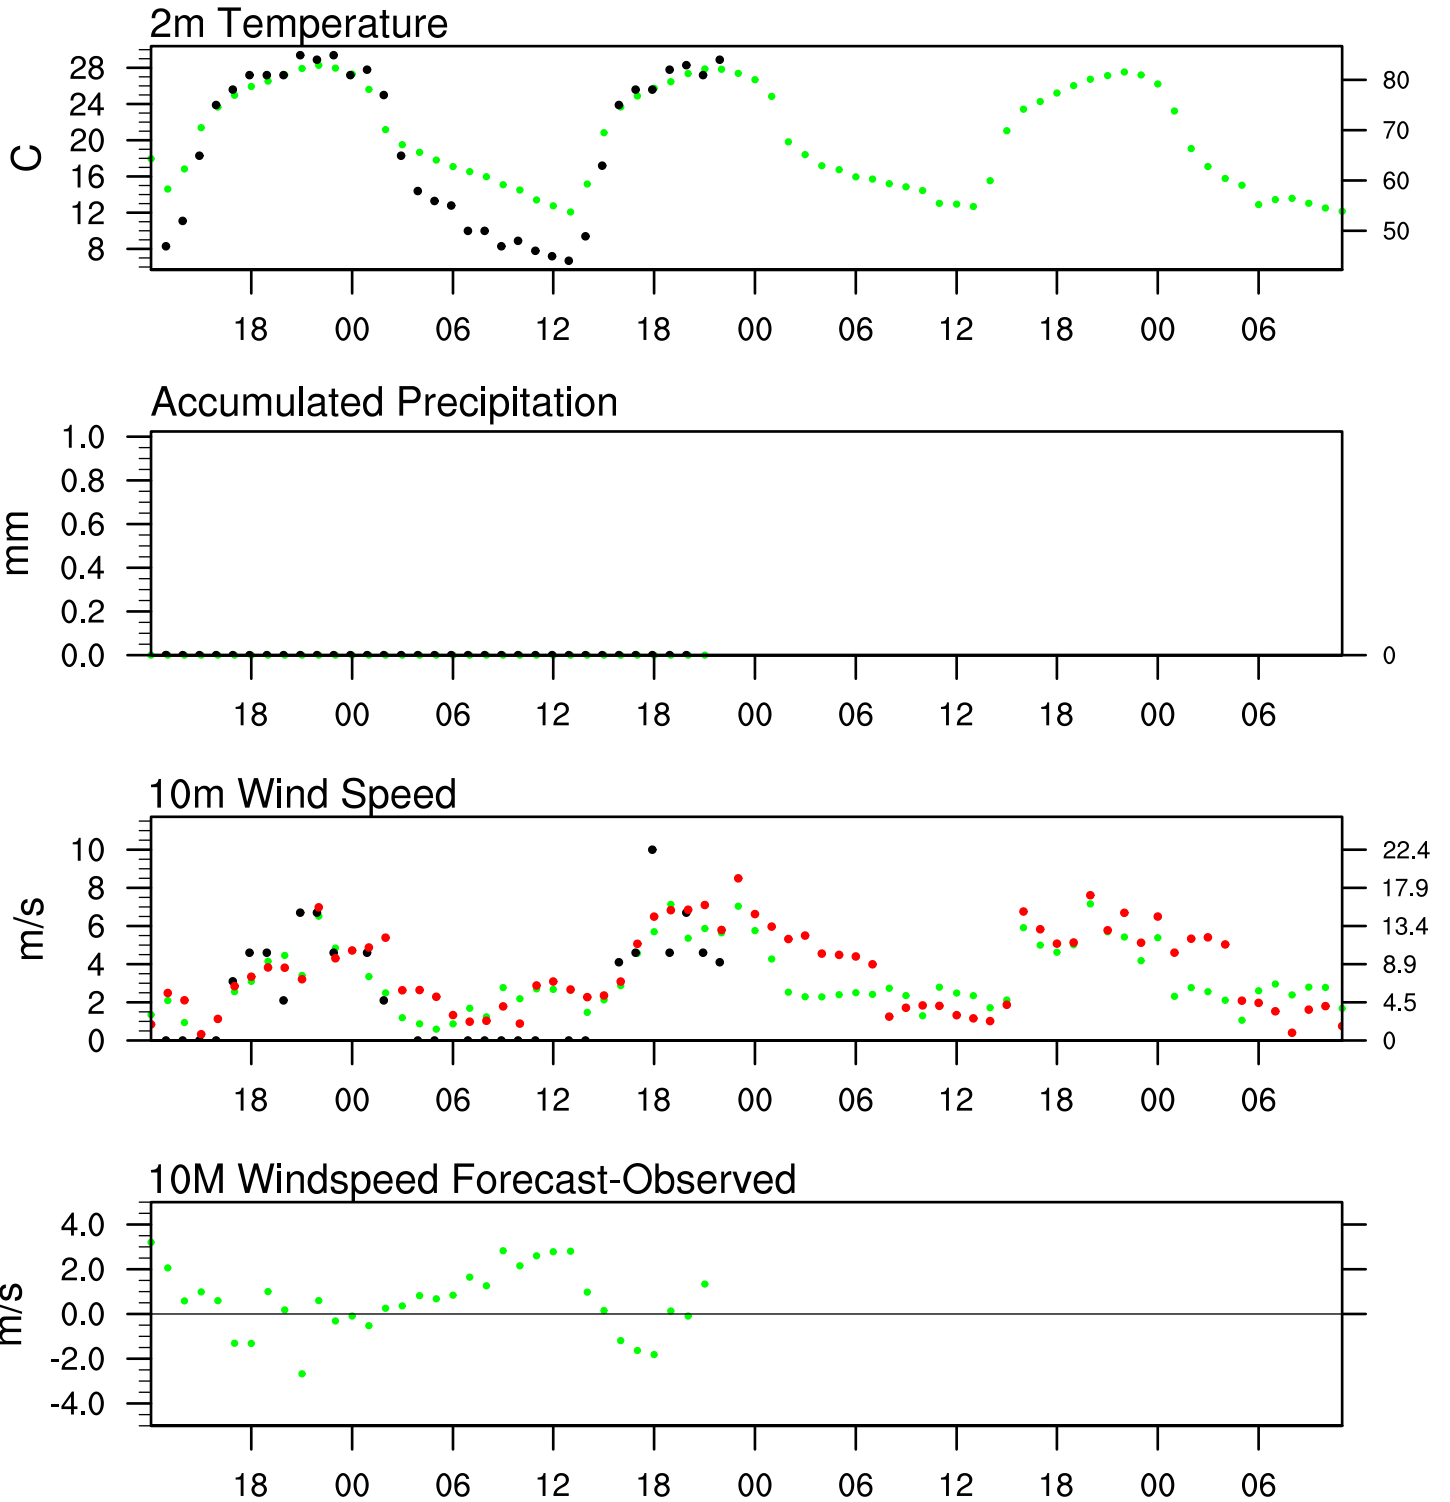 2m Temperature
C
28
24
20
16
12
8
80
70
60
50
18 00 06 12 18 00 06 12 18 00 06
Accumulated Precipitation
mm
1.0
0.8
0.6
0.4
0.2
0.0
0
18 00 06 12 18 00 06 12 18 00 06
10m Wind Speed
m/s
10
8
6
4
2
0
22.4
17.9
13.4
8.9
4.5
0
18 00 06 12 18 00 06 12 18 00 06
10M Windspeed Forecast-Observed
m/s
4.0
2.0
0.0
-2.0
-4.0
18 00 06 12 18 00 06 12 18 00 06